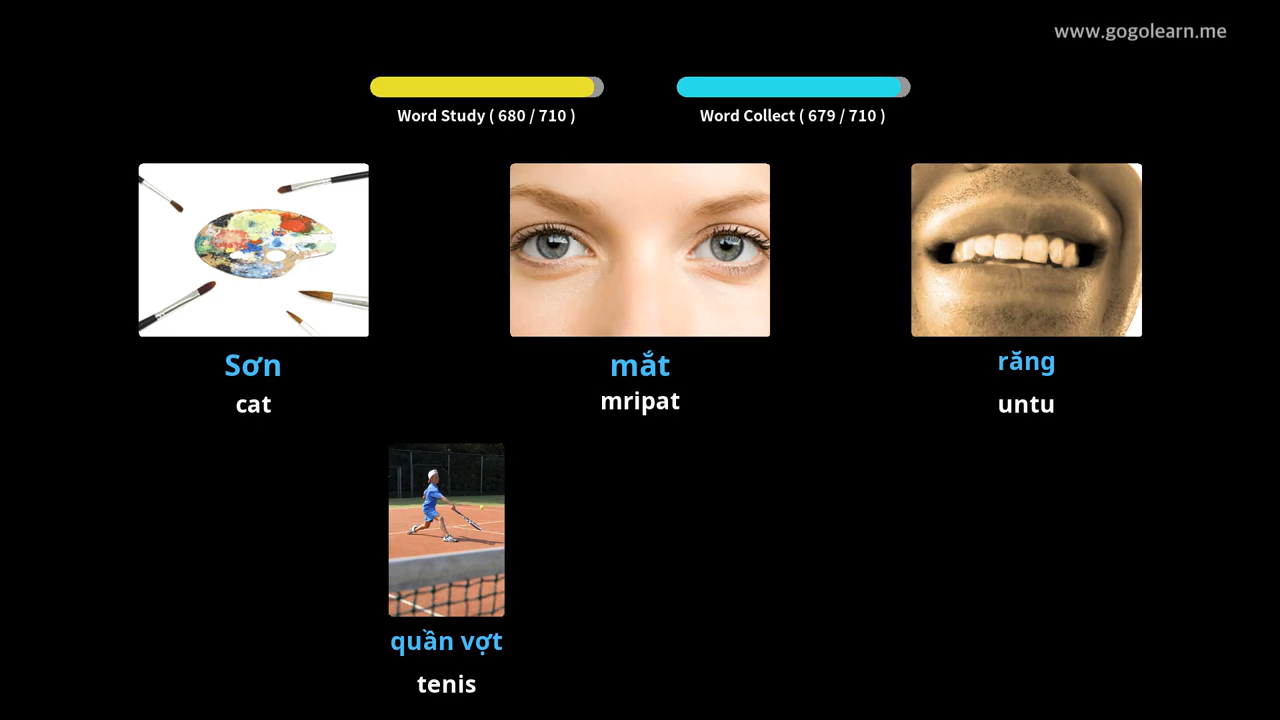 www.gogolearn.me
Word Study ( 680 / 710 )
Word Collect ( 679 / 710 )
Sơn
cat
mắt
mripat
răng
untu
quần vợt
tenis